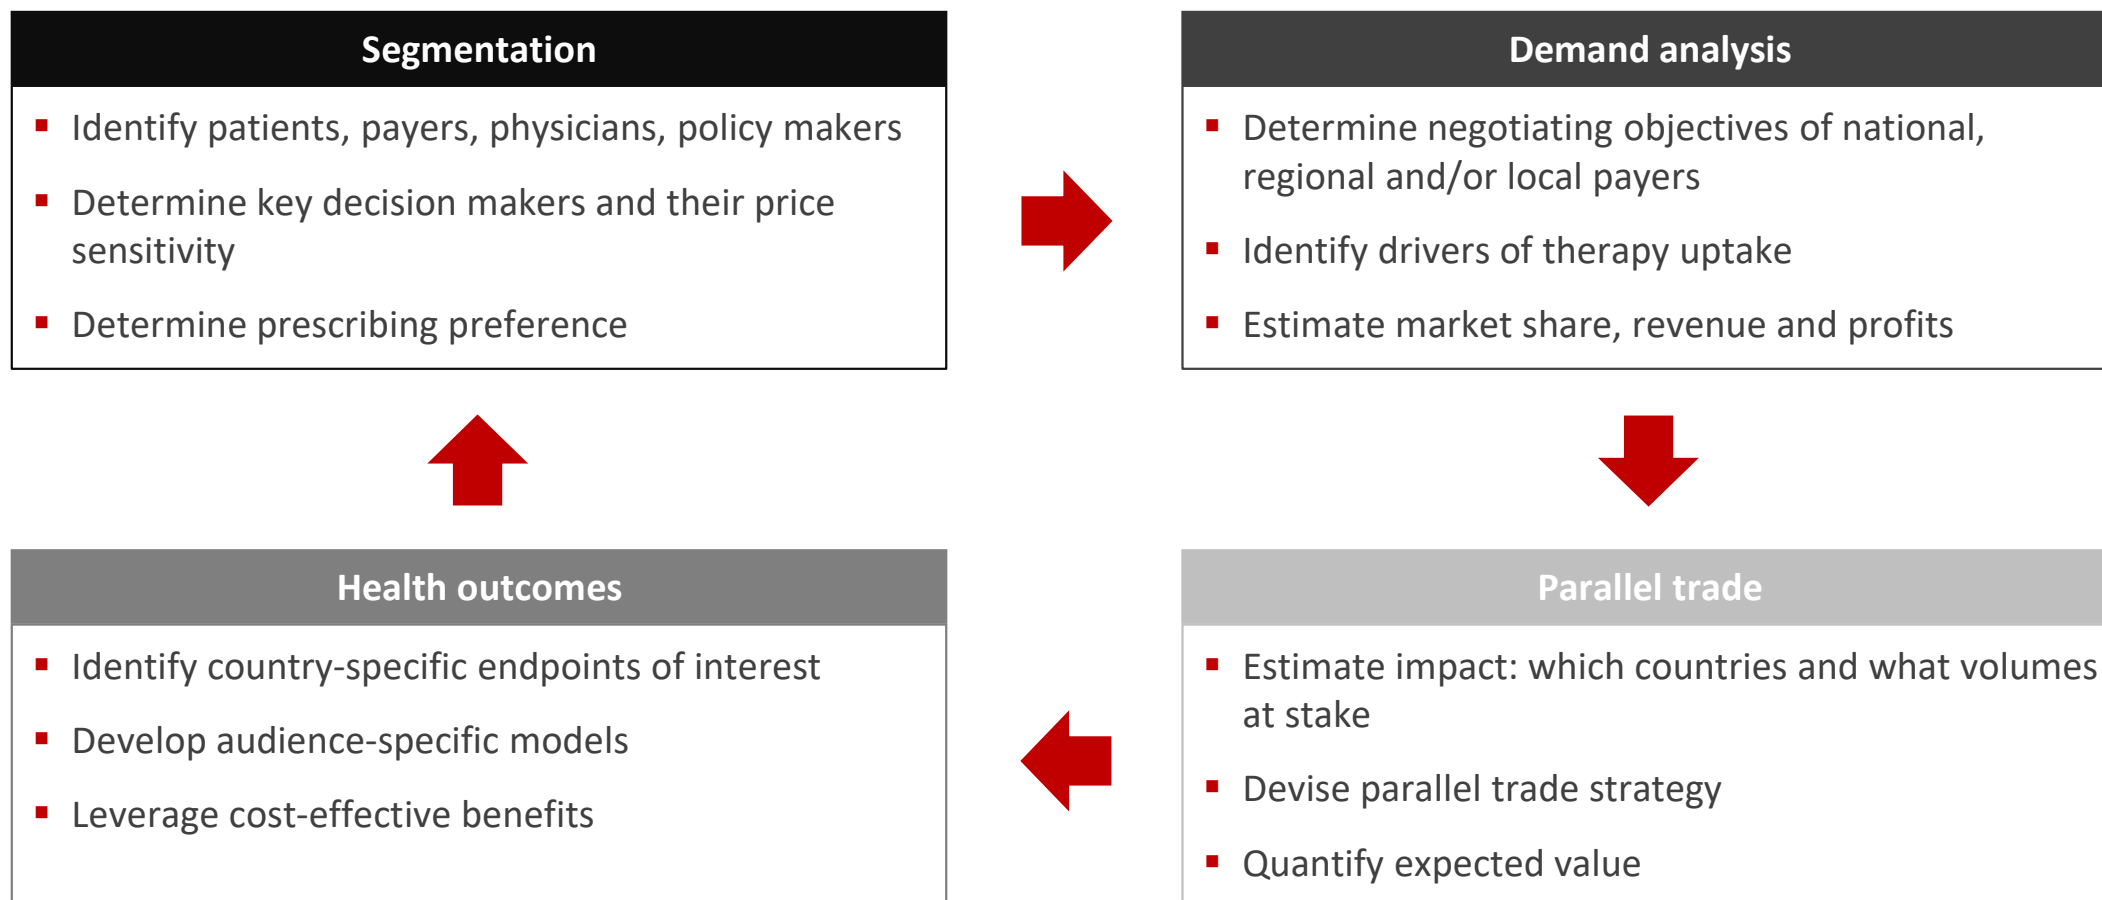 Segmentation
▪ Identify patients, payers, physicians, policy makers
▪ Determine key decision makers and their price
sensitivity
▪ Determine prescribing preference
Demand analysis
▪ Determine negotiating objectives of national,
regional and/or local payers
▪ Identify drivers of therapy uptake
▪ Estimate market share, revenue and profits
Health outcomes
▪ Identify country-specific endpoints of interest
▪ Develop audience-specific models
▪ Leverage cost-effective benefits
Parallel trade
▪ Estimate impact: which countries and what volumes
at stake
▪ Devise parallel trade strategy
▪ Quantify expected value